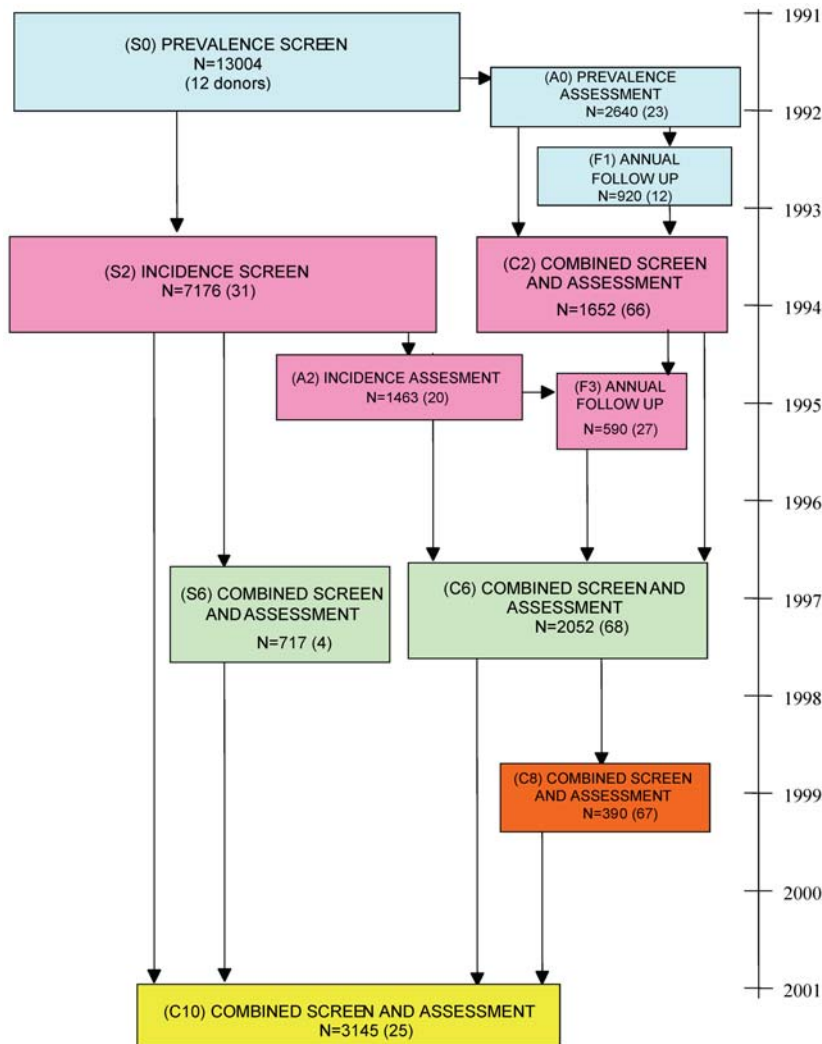 1991
(S0) PREVALENCE SCREEN
N=13004
(12 donors)
(A0) PREVALENCE
ASSESSMENT
N=2640 (23)
1992
(F1) ANNUAL
FOLLOW UP
N=920 (12)
1993
(S2) INCIDENCE SCREEN
N=7176 (31)
(C2) COMBINED SCREEN
AND ASSESSMENT
N=1652 (66)
1994
(A2) INCIDENCE ASSESMENT
N=1463 (20)
(F3) ANNUAL
FOLLOW UP
N=590 (27)
1995
1996
(S6) COMBINED SCREEN
AND ASSESSMENT
N=717 (4)
(C6) COMBINED SCREEN AND
ASSESSMENT
N=2052 (68)
1997
1998
(C8) COMBINED SCREEN
AND ASSESSMENT
N=390 (67)
1999
2000
2001
(C10) COMBINED SCREEN AND ASSESSMENT
N=3145 (25)